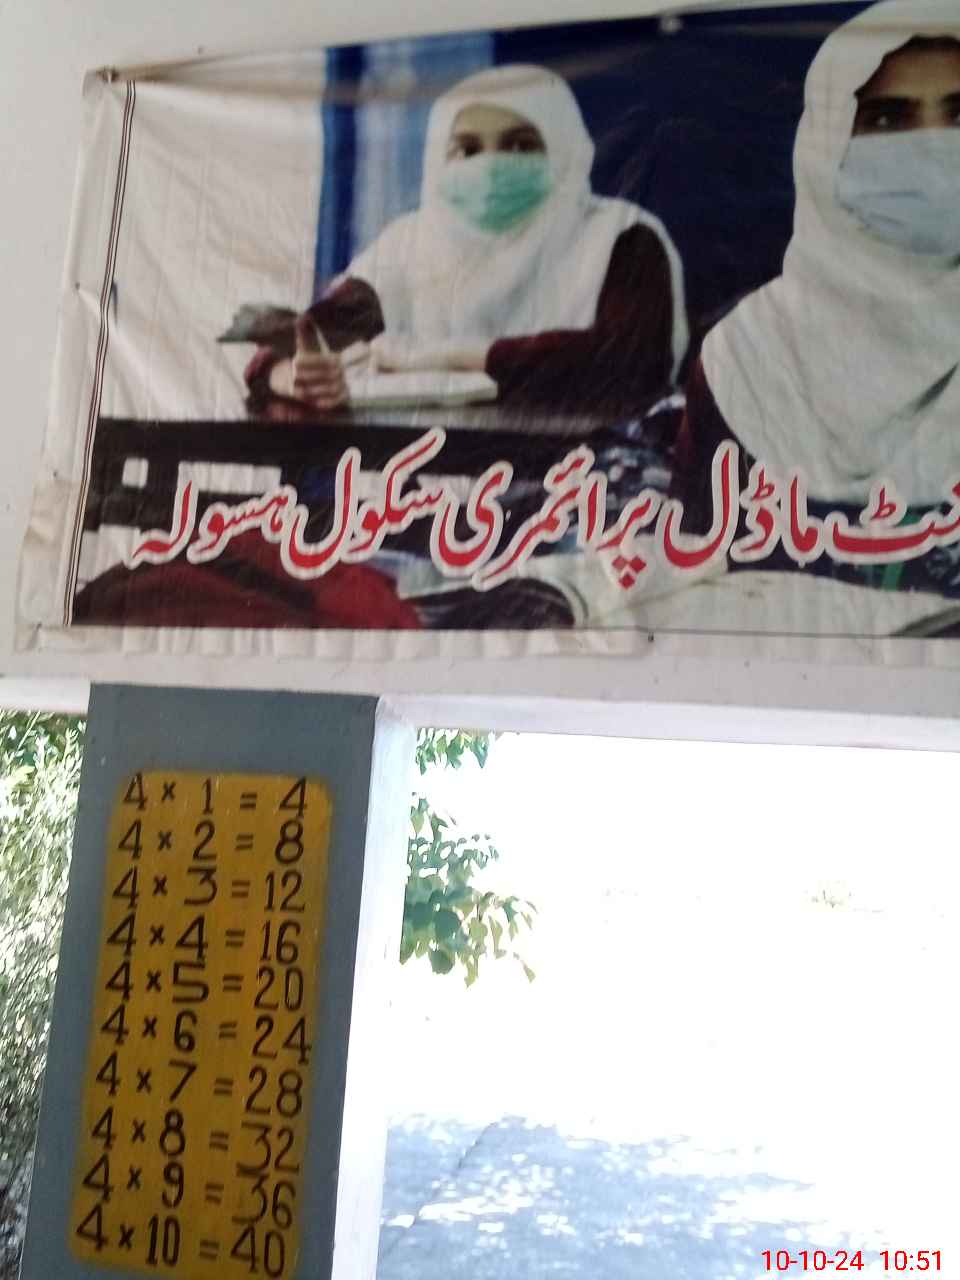 ماڈل پرائمری سکول ہسولہ
4 × 1 = 4
4 × 2 = 8
4 × 3 = 12
4 × 4 = 16
4 × 5 = 20
4 × 6 = 24
4 × 7 = 28
4 × 8 = 32
4 × 9 = 36
4 × 10 = 40
10-10-24 10:51